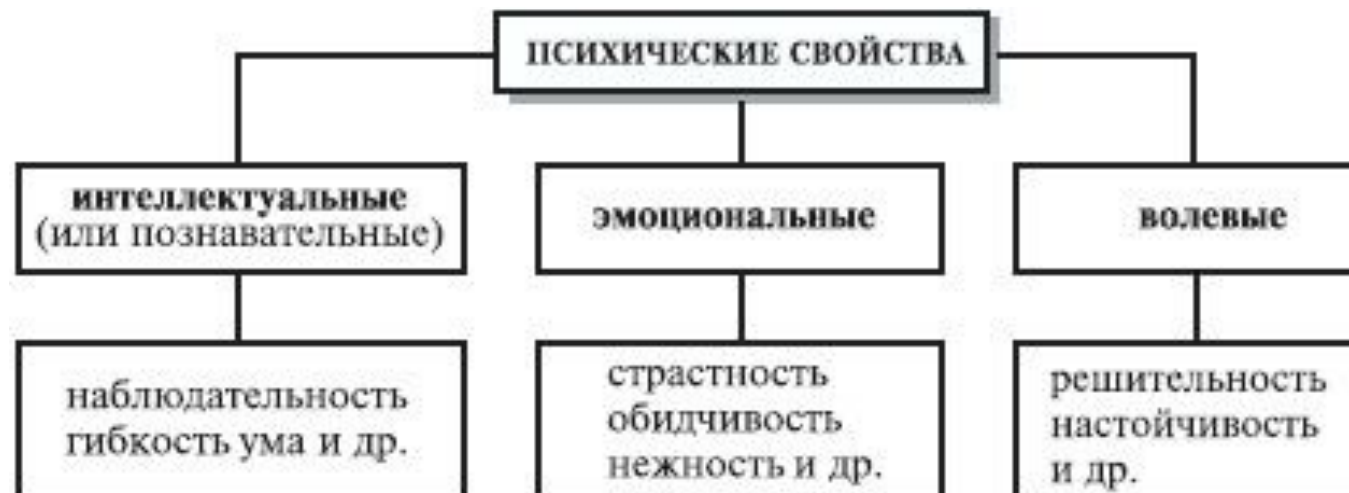 ПСИХИЧЕСКИЕ СВОЙСТВА
интеллектуальные
(или познавательные)
эмоциональные
волевые
наблюдательность
гибкость ума и др.
страстность
обидчивость
нежность и др.
решительность
настойчивость
и др.